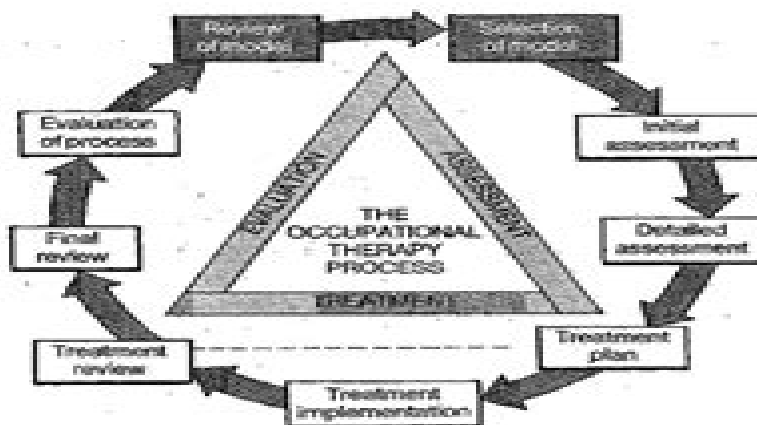 Review
of model
Selection
of model
Initial
assessment
Detailed
assessment
Treatment
plan
Treatment
implementation
Treatment
review
Final
review
Evaluation
of process
EVALUATION
ASSESSMENT
TREATMENT
THE
OCCUPATIONAL
THERAPY
PROCESS